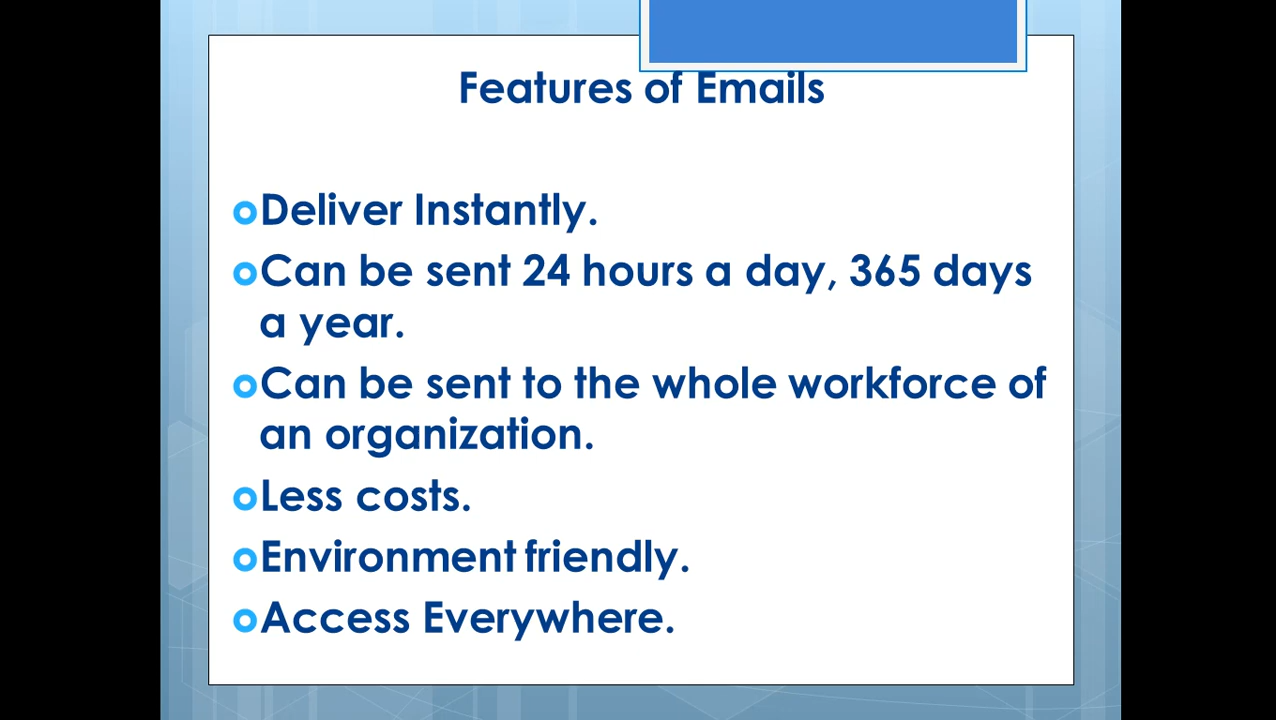 Features of Emails
Deliver Instantly.
Can be sent 24 hours a day, 365 days
a year.
Can be sent to the whole workforce of
an organization.
Less costs.
Environment friendly.
Access Everywhere.